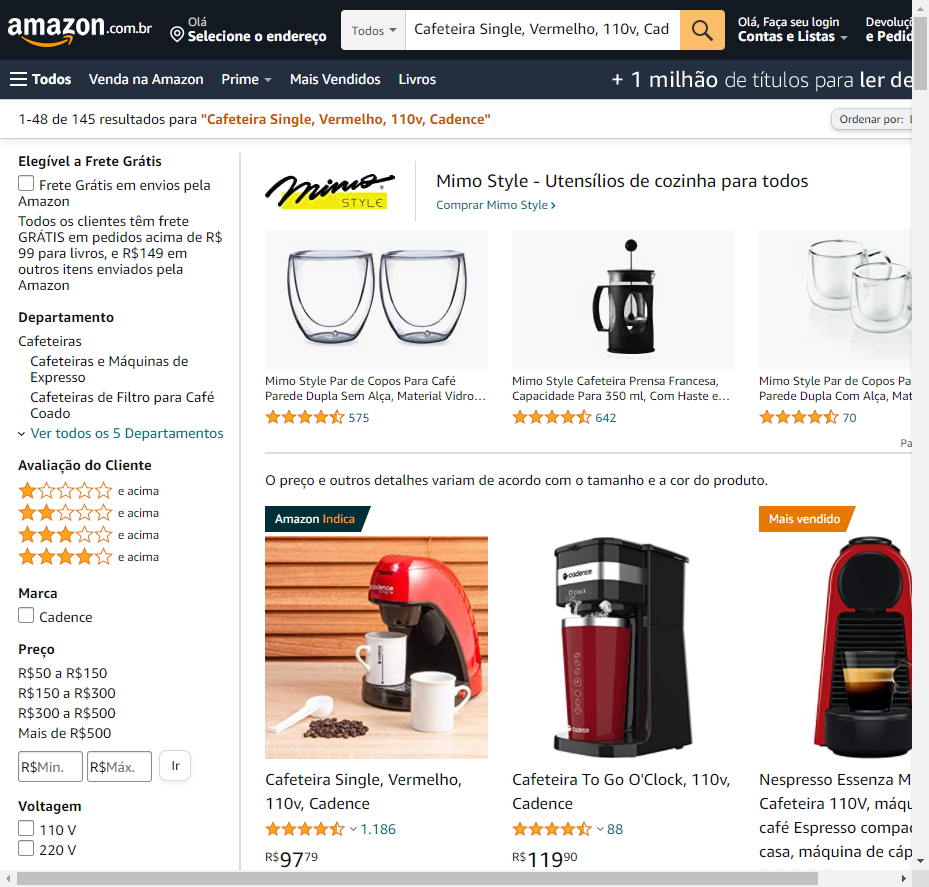 amazon.com.br
Olá
Selecione o endereço
Todos
Cafeteira Single, Vermelho, 110v, Cad
Olá, Faça seu login
Contas e Listas
Devoluç
e Pedid
Todos
Venda na Amazon
Prime
Mais Vendidos
Livros
+ 1 milhão de títulos para ler de
1-48 de 145 resultados para "Cafeteira Single, Vermelho, 110v, Cadence"
Ordenar por:
Elegível a Frete Grátis
Frete Grátis em envios pela
Amazon
Todos os clientes têm frete
GRÁTIS em pedidos acima de R$
99 para livros, e R$149 em
outros itens enviados pela
Amazon
Departamento
Cafeteiras
Cafeteiras e Máquinas de
Expresso
Cafeteiras de Filtro para Café
Coado
Ver todos os 5 Departamentos
Avaliação do Cliente
e acima
e acima
e acima
e acima
Marca
Cadence
Preço
R$50 a R$150
R$150 a R$300
R$300 a R$500
Mais de R$500
R$Min.
R$Máx.
Ir
Voltagem
110 V
220 V
mimo
STYLE
Mimo Style - Utensílios de cozinha para todos
Comprar Mimo Style
Mimo Style Par de Copos Para Café
Parede Dupla Sem Alça, Material Vidro…
575
Mimo Style Cafeteira Prensa Francesa,
Capacidade Para 350 ml, Com Haste e…
642
Mimo Style Par de Copos Pa
Parede Dupla Com Alça, Mat
70
Pa
O preço e outros detalhes variam de acordo com o tamanho e a cor do produto.
Amazon Indica
cadence
Cafeteira Single, Vermelho,
110v, Cadence
1.186
R$9779
cadence
O'clock
cadence
Cafeteira To Go O'Clock, 110v,
Cadence
88
R$11990
Mais vendido
Nespresso Essenza M
Cafeteira 110V, máqu
café Espresso compac
casa, máquina de cáp